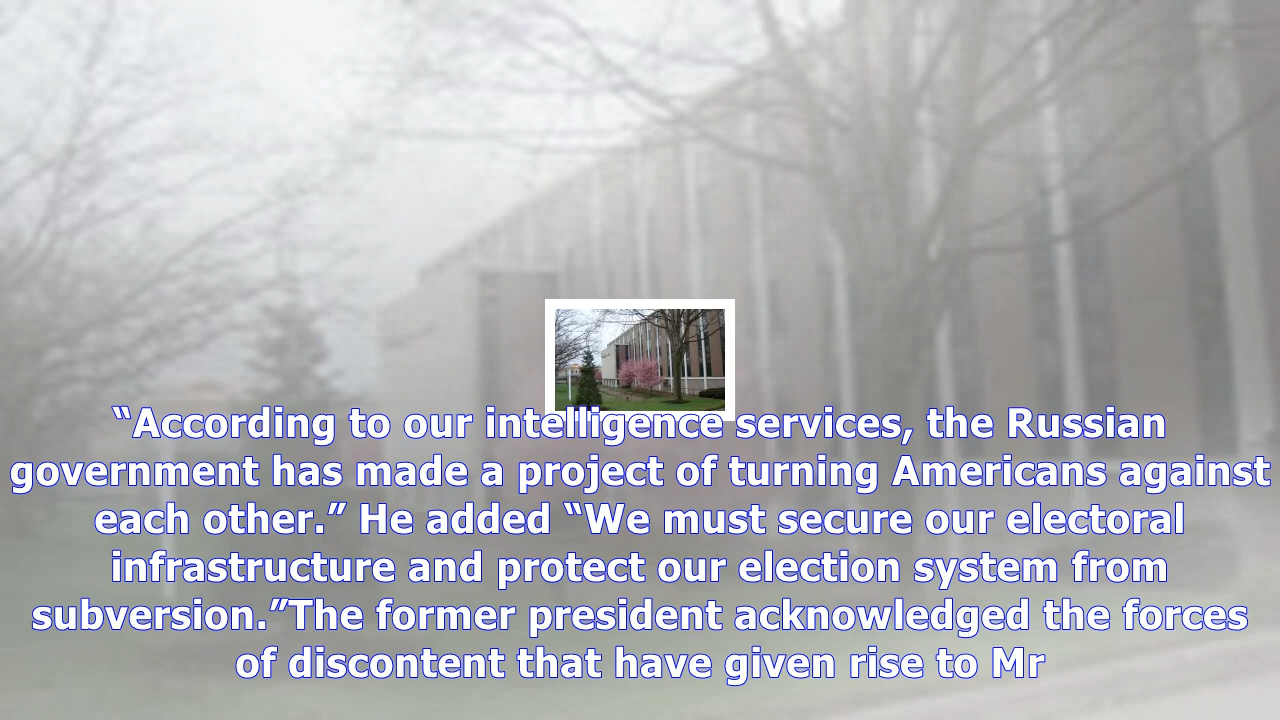 “According to our intelligence services, the Russian
government has made a project of turning Americans against
each other.” He added “We must secure our electoral
infrastructure and protect our election system from
subversion.”The former president acknowledged the forces
of discontent that have given rise to Mr